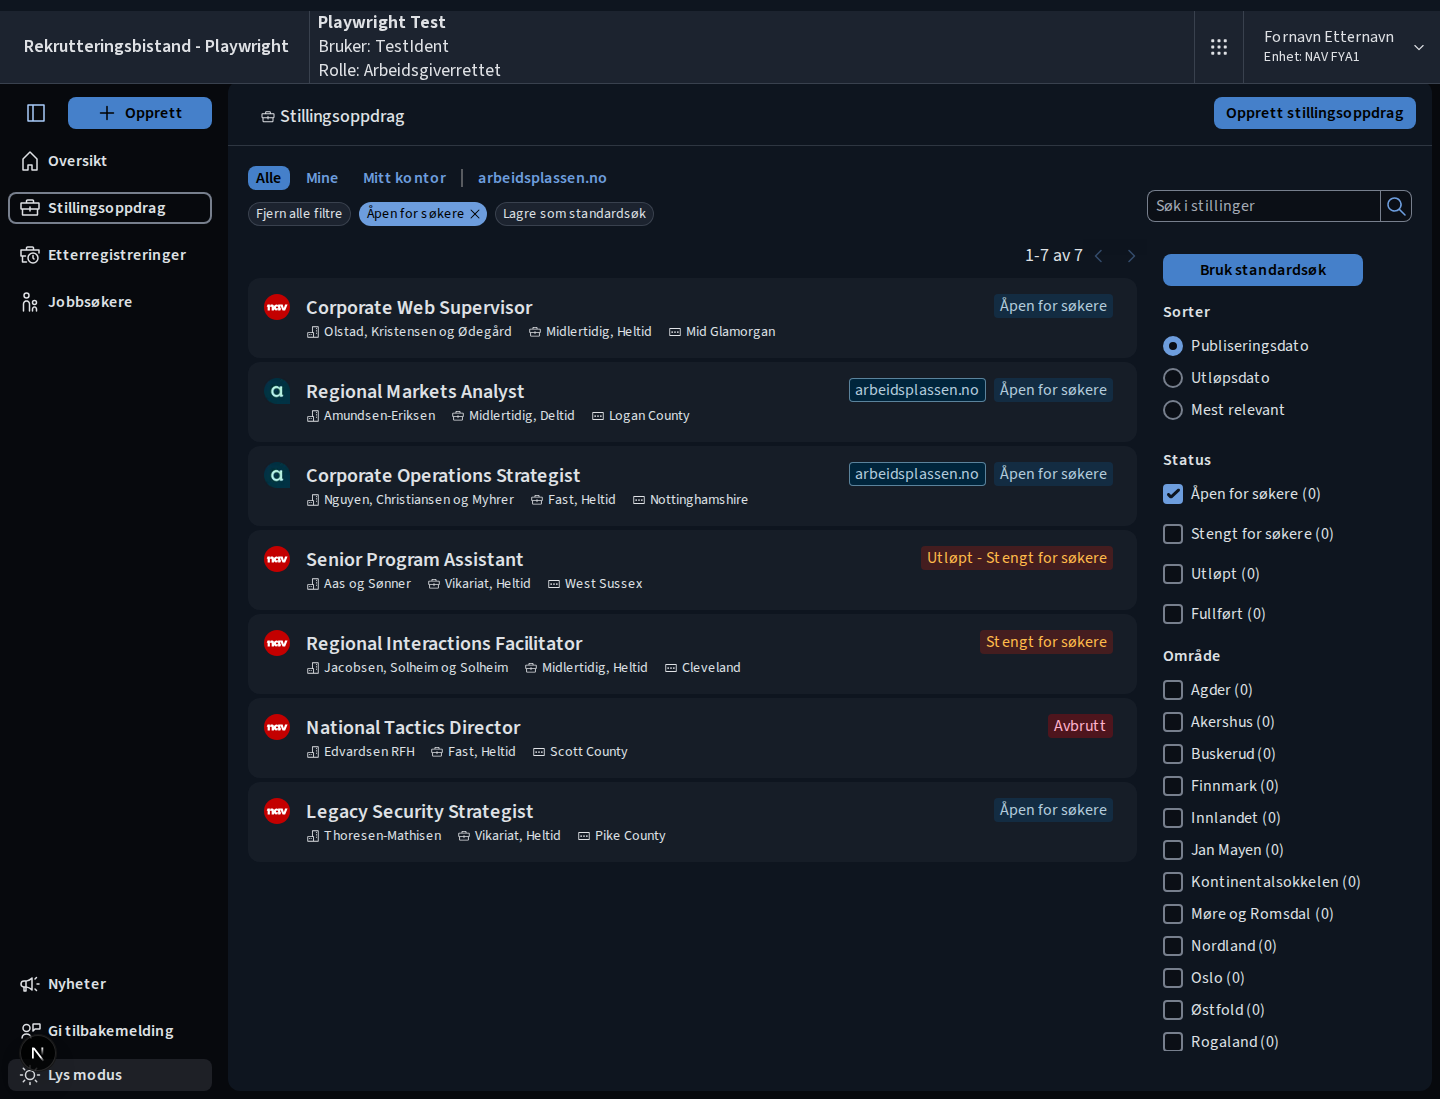 Rekrutteringsbistand - Playwright
Playwright Test
Bruker: TestIdent
Rolle: Arbeidsgiverrettet
Fornavn Etternavn
Enhet: NAV FYA1
Opprett
Oversikt
Stillingsoppdrag
Etterregistreringer
Jobbsøkere
Stillingsoppdrag
Opprett stillingsoppdrag
Alle
Mine
Mitt kontor
arbeidsplassen.no
Fjern alle filtre
Åpen for søkere
Lagre som standardsøk
Søk i stillinger
1-7 av 7
nav
Corporate Web Supervisor
Åpen for søkere
Olstad, Kristensen og Ødegård
Midlertidig, Heltid
Mid Glamorgan
a
Regional Markets Analyst
arbeidsplassen.no
Åpen for søkere
Amundsen-Eriksen
Midlertidig, Deltid
Logan County
a
Corporate Operations Strategist
arbeidsplassen.no
Åpen for søkere
Nguyen, Christiansen og Myhrer
Fast, Heltid
Nottinghamshire
nav
Senior Program Assistant
Utløpt - Stengt for søkere
Aas og Sønner
Vikariat, Heltid
West Sussex
nav
Regional Interactions Facilitator
Stengt for søkere
Jacobsen, Solheim og Solheim
Midlertidig, Heltid
Cleveland
nav
National Tactics Director
Avbrutt
Edvardsen RFH
Fast, Heltid
Scott County
nav
Legacy Security Strategist
Åpen for søkere
Thoresen-Mathisen
Vikariat, Heltid
Pike County
Bruk standardsøk
Sorter
Publiseringsdato
Utløpsdato
Mest relevant
Status
Åpen for søkere (0)
Stengt for søkere (0)
Utløpt (0)
Fullført (0)
Område
Agder (0)
Akershus (0)
Buskerud (0)
Finnmark (0)
Innlandet (0)
Jan Mayen (0)
Kontinentalsokkelen (0)
Møre og Romsdal (0)
Nordland (0)
Oslo (0)
Østfold (0)
Rogaland (0)
Nyheter
Gi tilbakemelding
N
Lys modus